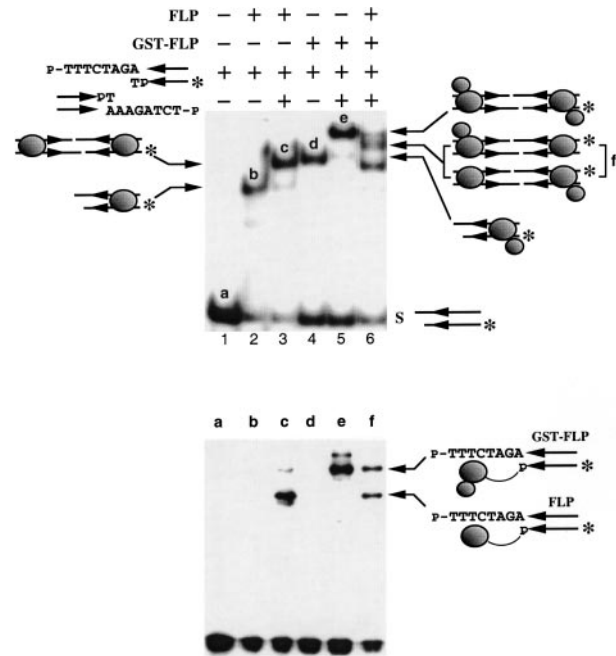 FLP - + + - - +
GST-FLP - - - + + +
P-TTTCTAGA + + + + + +
TP *
pT - - + - + +
AAAGATCT-P
*
*
a b c d e
1 2 3 4 5 6
*
*
* f
*
S *
a b c d e f
GST-FLP
P-TTTCTAGA
P *
FLP
P-TTTCTAGA
P *